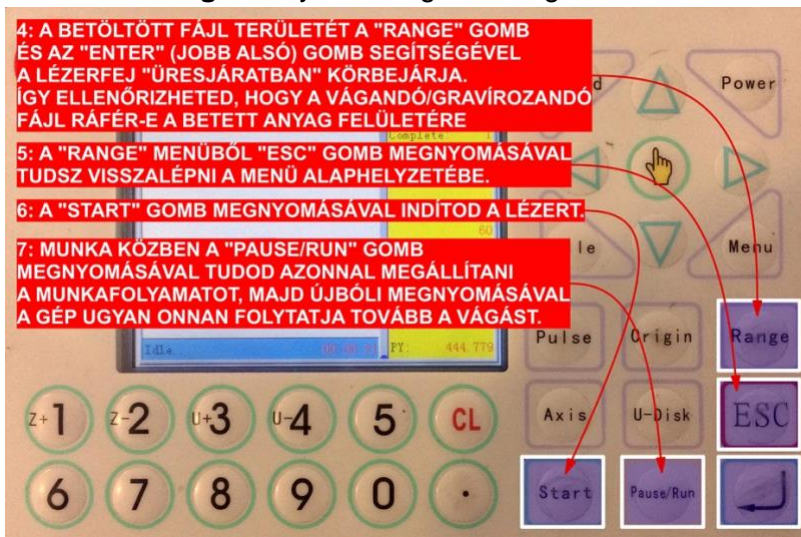 4: A BETÖLTÖTT FÁJL TERÜLETÉT A "RANGE" GOMB
ÉS AZ "ENTER" (JOBB ALSÓ) GOMB SEGÍTSÉGÉVEL
A LÉZERFEJ "ÜRESJÁRATBAN" KÖRBEJÁRJA.
ÍGY ELLENŐRIZHETED, HOGY A VÁGANDÓ/GRAVÍROZANDÓ
FÁJL RÁFÉR-E A BETETT ANYAG FELÜLETÉRE
Power
Complete: 1
5: A "RANGE" MENÜBŐL "ESC" GOMB MEGNYOMÁSÁVAL
TUDSZ VISSZALÉPNI A MENÜ ALAPHELYZETÉBE.
6: A "START" GOMB MEGNYOMÁSÁVAL INDÍTOD A LÉZERT.
60
7: MUNKA KÖZBEN A "PAUSE/RUN" GOMB
MEGNYOMÁSÁVAL TUDOD AZONNAL MEGÁLLÍTANI
A MUNKAFOLYAMATOT, MAJD ÚJBÓLI MEGNYOMÁSÁVAL
A GÉP UGYAN ONNAN FOLYTATJA TOVÁBB A VÁGÁST.
Menu
Idle PY: 444.779
Pulse Origin Range
Z+1 Z-2 U+3 U-4 5 CL Axis U-Disk ESC
6 7 8 9 0 . Start Pause/Run